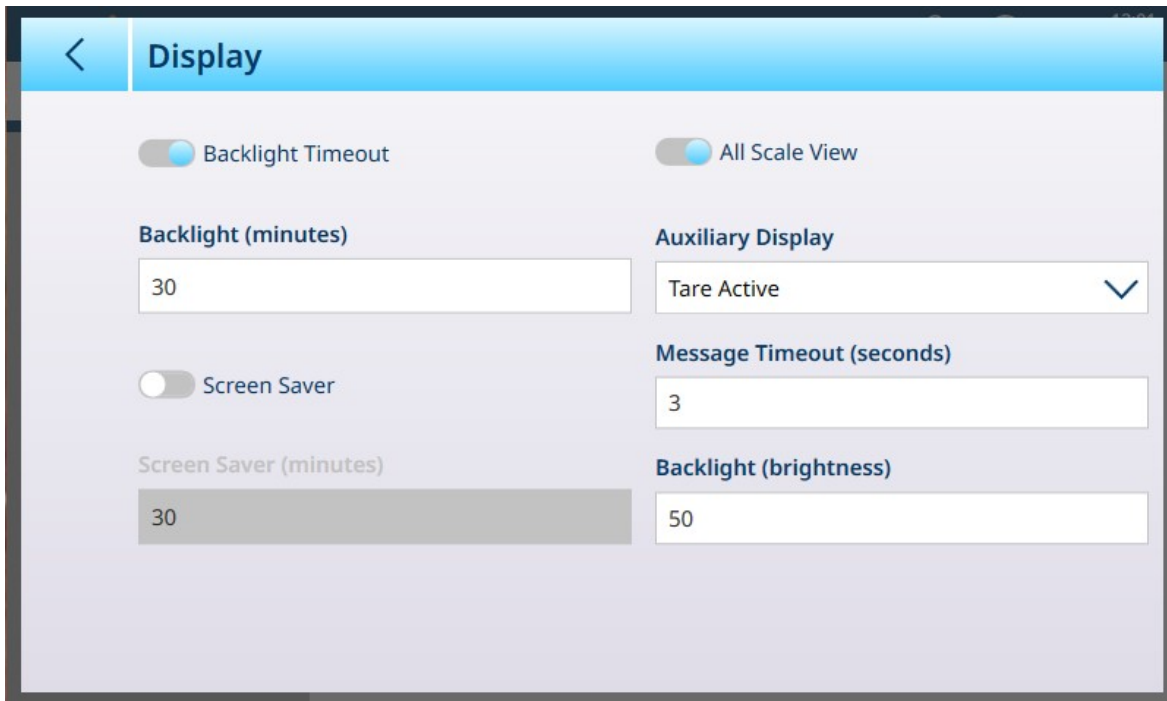 Display
Backlight Timeout
All Scale View
Backlight (minutes)
30
Auxiliary Display
Tare Active
Message Timeout (seconds)
3
Screen Saver
Screen Saver (minutes)
30
Backlight (brightness)
50